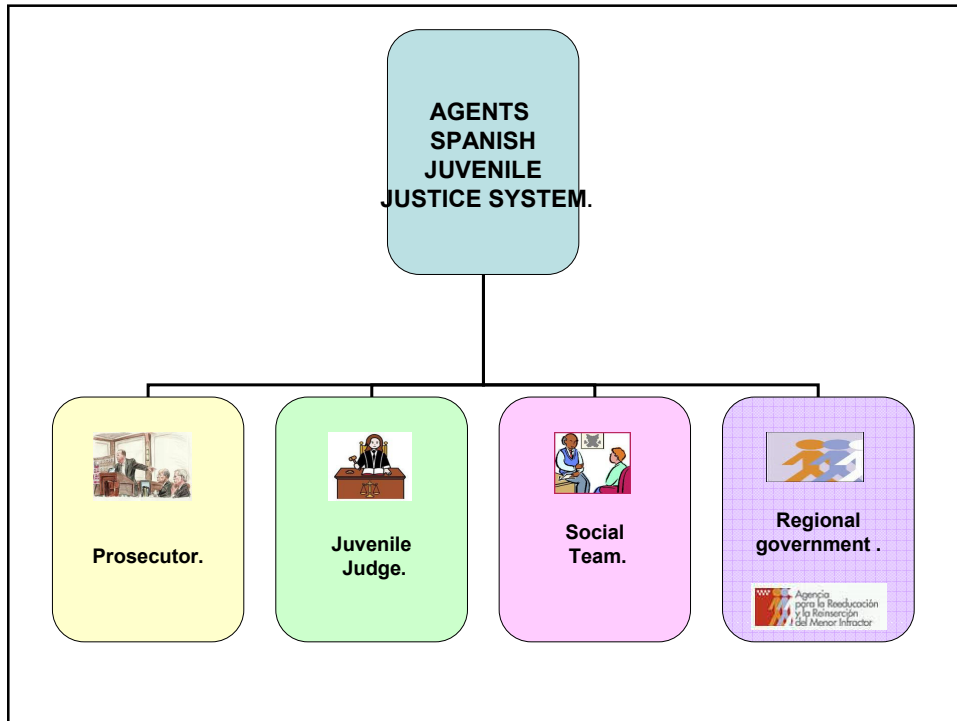 AGENTS
SPANISH
JUVENILE
JUSTICE SYSTEM.
Prosecutor.
Juvenile
Judge.
Social
Team.
Regional
government .
Agencia
para la Reeducación
y la Reinserción
del Menor Infractor